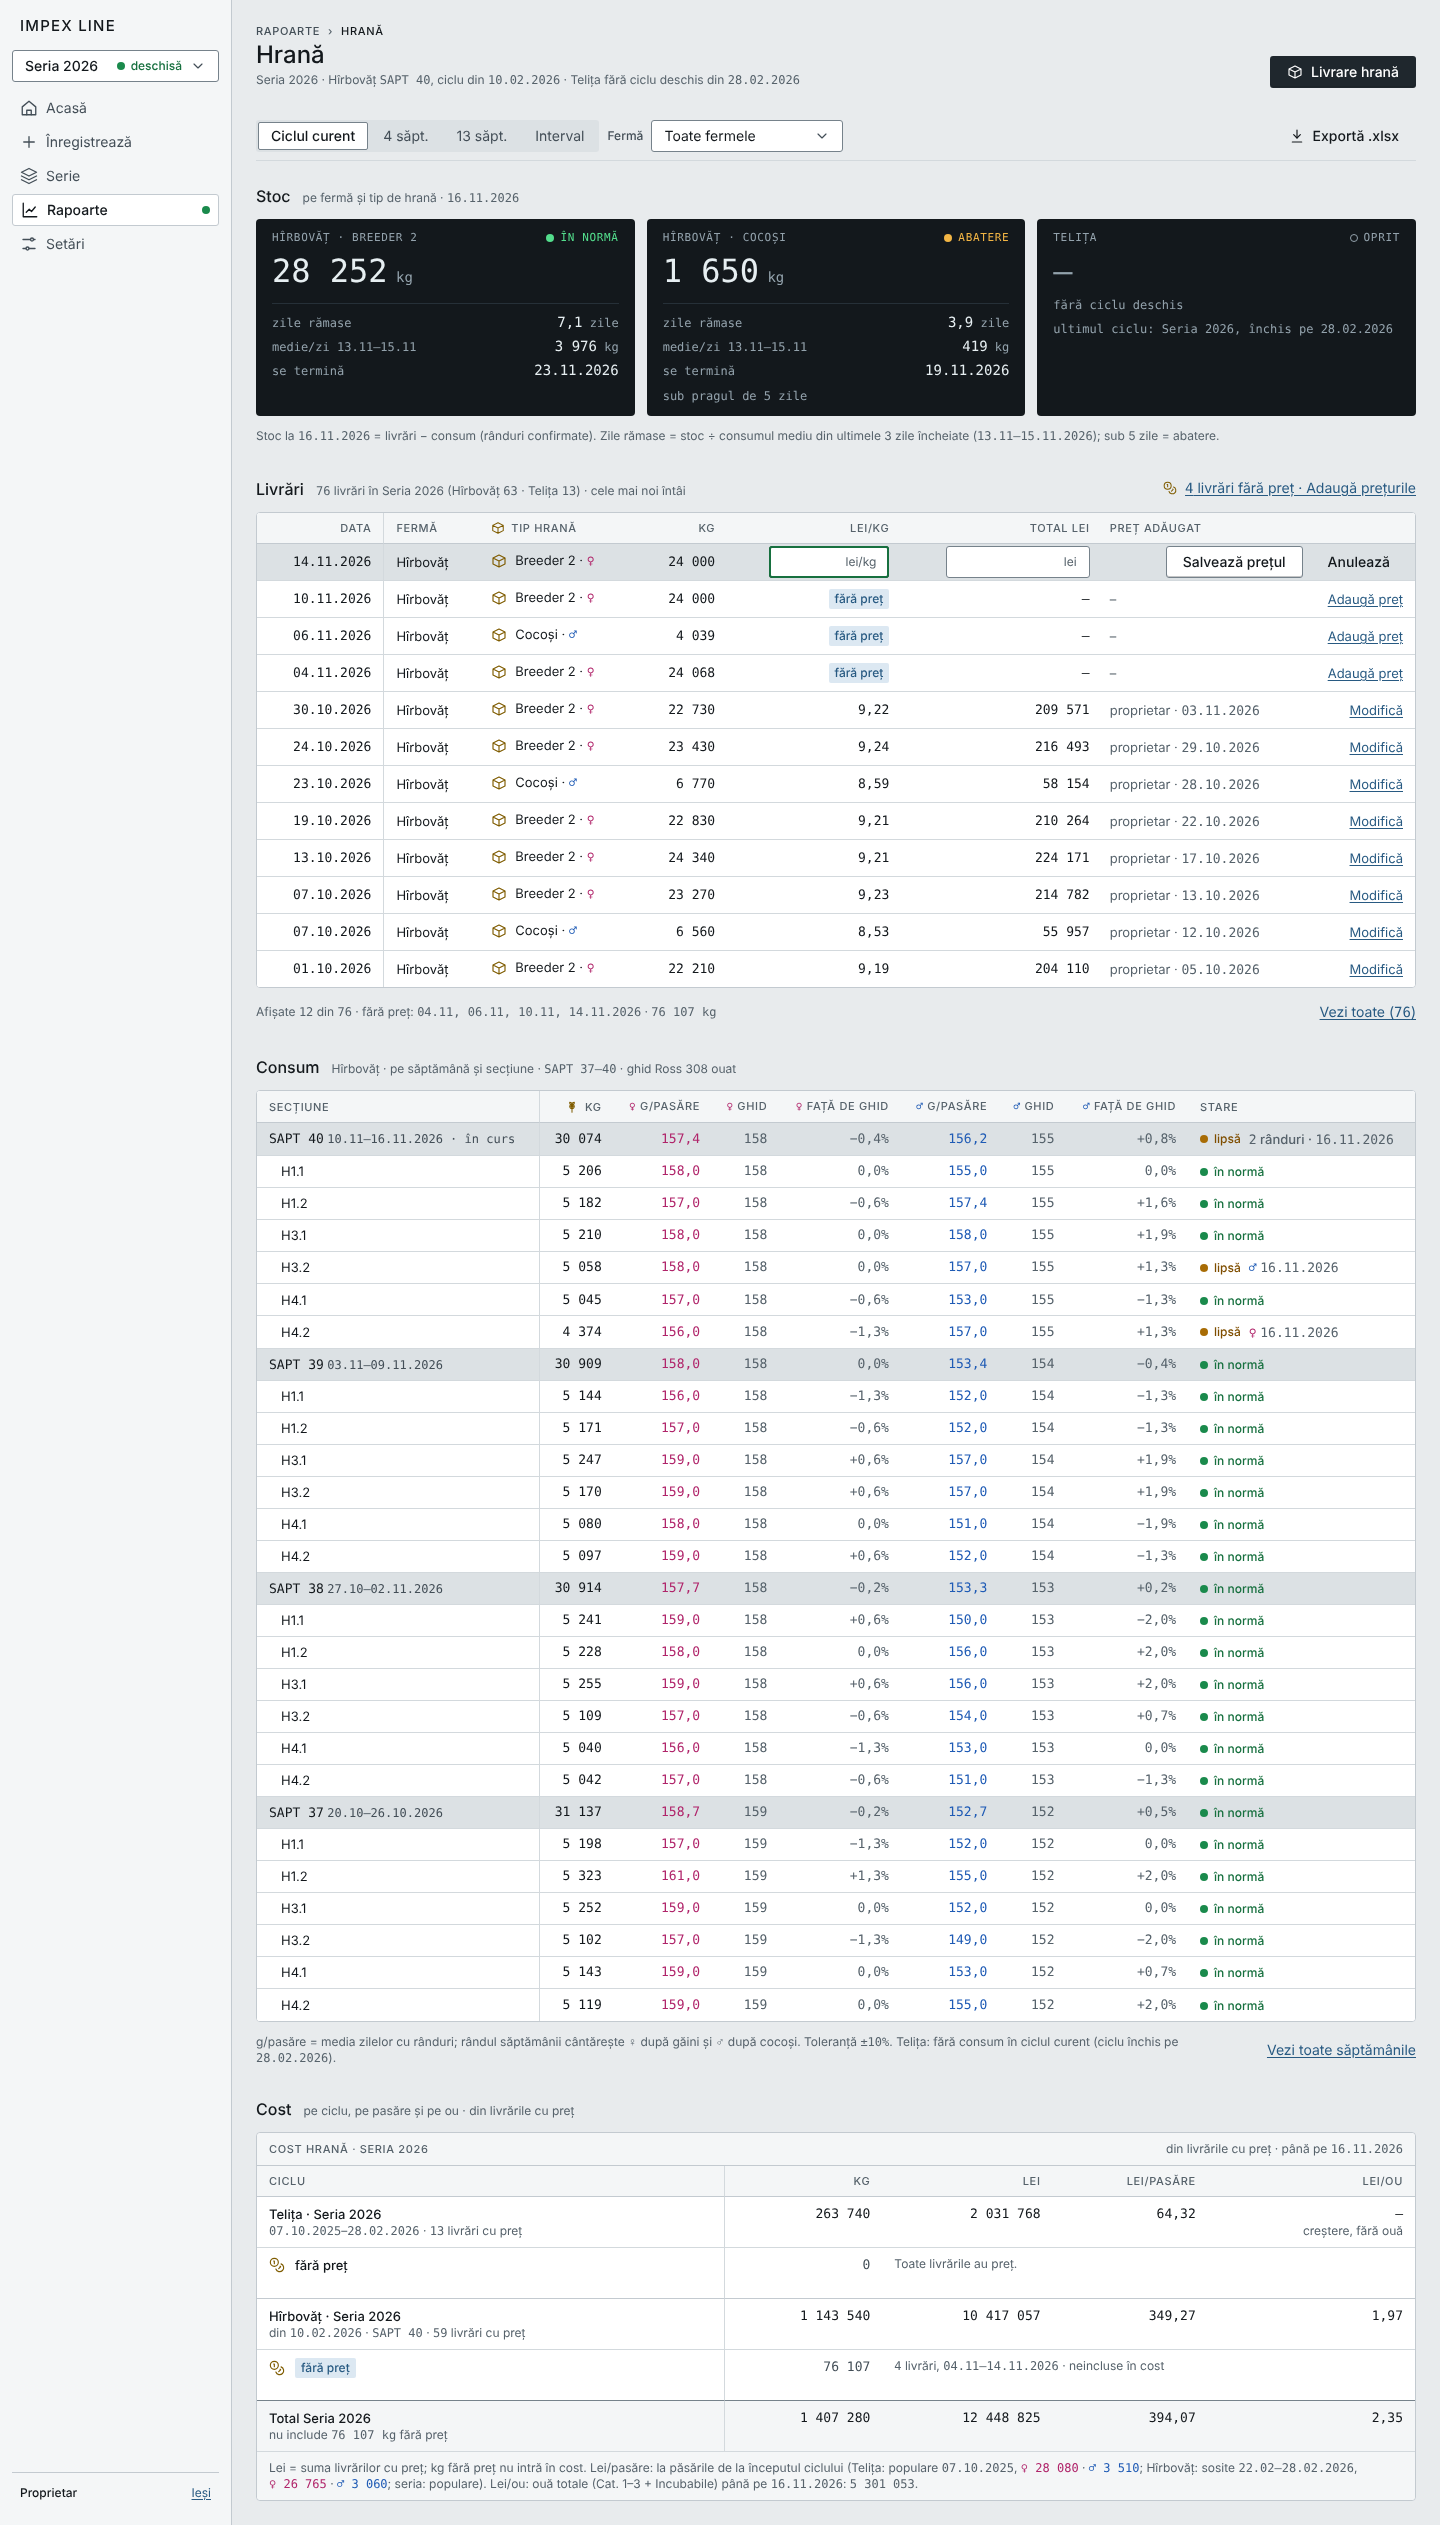 IMPEX LINE
Seria 2026 deschisă
Acasă
Înregistrează
Serie
Rapoarte
Setări
RAPOARTE › HRANĂ
Hrană
Seria 2026 · Hîrbovăț SAPT 40, ciclu din 10.02.2026 · Telița fără ciclu deschis din 28.02.2026
Livrare hrană
Ciclul curent 4 săpt. 13 săpt. Interval Fermă Toate fermele Exportă .xlsx
Stoc pe fermă și tip de hrană · 16.11.2026
HÎRBOVĂȚ · BREEDER 2 ÎN NORMĂ
28 252 kg
zile rămase 7,1 zile
medie/zi 13.11–15.11 3 976 kg
se termină 23.11.2026
HÎRBOVĂȚ · COCOȘI ABATERE
1 650 kg
zile rămase 3,9 zile
medie/zi 13.11–15.11 419 kg
se termină 19.11.2026
sub pragul de 5 zile
TELIȚA OPRIT
—
fără ciclu deschis
ultimul ciclu: Seria 2026, închis pe 28.02.2026
Stoc la 16.11.2026 = livrări − consum (rânduri confirmate). Zile rămase = stoc ÷ consumul mediu din ultimele 3 zile încheiate (13.11–15.11.2026); sub 5 zile = abatere.
Livrări 76 livrări în Seria 2026 (Hîrbovăț 63 · Telița 13) · cele mai noi întâi 4 livrări fără preț · Adaugă prețurile
DATA FERMĂ TIP HRANĂ KG LEI/KG TOTAL LEI PREȚ ADĂUGAT
14.11.2026 Hîrbovăț Breeder 2 · ♀ 24 000 lei/kg lei Salvează prețul Anulează
10.11.2026 Hîrbovăț Breeder 2 · ♀ 24 000 fără preț — – Adaugă preț
06.11.2026 Hîrbovăț Cocoși · ♂ 4 039 fără preț — – Adaugă preț
04.11.2026 Hîrbovăț Breeder 2 · ♀ 24 068 fără preț — – Adaugă preț
30.10.2026 Hîrbovăț Breeder 2 · ♀ 22 730 9,22 209 571 proprietar · 03.11.2026 Modifică
24.10.2026 Hîrbovăț Breeder 2 · ♀ 23 430 9,24 216 493 proprietar · 29.10.2026 Modifică
23.10.2026 Hîrbovăț Cocoși · ♂ 6 770 8,59 58 154 proprietar · 28.10.2026 Modifică
19.10.2026 Hîrbovăț Breeder 2 · ♀ 22 830 9,21 210 264 proprietar · 22.10.2026 Modifică
13.10.2026 Hîrbovăț Breeder 2 · ♀ 24 340 9,21 224 171 proprietar · 17.10.2026 Modifică
07.10.2026 Hîrbovăț Breeder 2 · ♀ 23 270 9,23 214 782 proprietar · 13.10.2026 Modifică
07.10.2026 Hîrbovăț Cocoși · ♂ 6 560 8,53 55 957 proprietar · 12.10.2026 Modifică
01.10.2026 Hîrbovăț Breeder 2 · ♀ 22 210 9,19 204 110 proprietar · 05.10.2026 Modifică
Afișate 12 din 76 · fără preț: 04.11, 06.11, 10.11, 14.11.2026 · 76 107 kg Vezi toate (76)
Consum Hîrbovăț · pe săptămână și secțiune · SAPT 37–40 · ghid Ross 308 ouat
SECȚIUNE KG ♀ G/PASĂRE ♀ GHID ♀ FAȚĂ DE GHID ♂ G/PASĂRE ♂ GHID ♂ FAȚĂ DE GHID STARE
SAPT 40 10.11–16.11.2026 · în curs 30 074 157,4 158 −0,4% 156,2 155 +0,8% lipsă 2 rânduri · 16.11.2026
H1.1 5 206 158,0 158 0,0% 155,0 155 0,0% în normă
H1.2 5 182 157,0 158 −0,6% 157,4 155 +1,6% în normă
H3.1 5 210 158,0 158 0,0% 158,0 155 +1,9% în normă
H3.2 5 058 158,0 158 0,0% 157,0 155 +1,3% lipsă ♂ 16.11.2026
H4.1 5 045 157,0 158 −0,6% 153,0 155 −1,3% în normă
H4.2 4 374 156,0 158 −1,3% 157,0 155 +1,3% lipsă ♀ 16.11.2026
SAPT 39 03.11–09.11.2026 30 909 158,0 158 0,0% 153,4 154 −0,4% în normă
H1.1 5 144 156,0 158 −1,3% 152,0 154 −1,3% în normă
H1.2 5 171 157,0 158 −0,6% 152,0 154 −1,3% în normă
H3.1 5 247 159,0 158 +0,6% 157,0 154 +1,9% în normă
H3.2 5 170 159,0 158 +0,6% 157,0 154 +1,9% în normă
H4.1 5 080 158,0 158 0,0% 151,0 154 −1,9% în normă
H4.2 5 097 159,0 158 +0,6% 152,0 154 −1,3% în normă
SAPT 38 27.10–02.11.2026 30 914 157,7 158 −0,2% 153,3 153 +0,2% în normă
H1.1 5 241 159,0 158 +0,6% 150,0 153 −2,0% în normă
H1.2 5 228 158,0 158 0,0% 156,0 153 +2,0% în normă
H3.1 5 255 159,0 158 +0,6% 156,0 153 +2,0% în normă
H3.2 5 109 157,0 158 −0,6% 154,0 153 +0,7% în normă
H4.1 5 040 156,0 158 −1,3% 153,0 153 0,0% în normă
H4.2 5 042 157,0 158 −0,6% 151,0 153 −1,3% în normă
SAPT 37 20.10–26.10.2026 31 137 158,7 159 −0,2% 152,7 152 +0,5% în normă
H1.1 5 198 157,0 159 −1,3% 152,0 152 0,0% în normă
H1.2 5 323 161,0 159 +1,3% 155,0 152 +2,0% în normă
H3.1 5 252 159,0 159 0,0% 152,0 152 0,0% în normă
H3.2 5 102 157,0 159 −1,3% 149,0 152 −2,0% în normă
H4.1 5 143 159,0 159 0,0% 153,0 152 +0,7% în normă
H4.2 5 119 159,0 159 0,0% 155,0 152 +2,0% în normă
g/pasăre = media zilelor cu rânduri; rândul săptămânii cântărește ♀ după găini și ♂ după cocoși. Toleranță ±10%. Telița: fără consum în ciclul curent (ciclu închis pe
28.02.2026).
Vezi toate săptămânile
Cost pe ciclu, pe pasăre și pe ou · din livrările cu preț
COST HRANĂ · SERIA 2026 din livrările cu preț · până pe 16.11.2026
CICLU KG LEI LEI/PASĂRE LEI/OU
Telița · Seria 2026 263 740 2 031 768 64,32 —
07.10.2025–28.02.2026 · 13 livrări cu preț creștere, fără ouă
fără preț 0 Toate livrările au preț.
Hîrbovăț · Seria 2026 1 143 540 10 417 057 349,27 1,97
din 10.02.2026 · SAPT 40 · 59 livrări cu preț
fără preț 76 107 4 livrări, 04.11–14.11.2026 · neincluse în cost
Total Seria 2026 1 407 280 12 448 825 394,07 2,35
nu include 76 107 kg fără preț
Lei = suma livrărilor cu preț; kg fără preț nu intră în cost. Lei/pasăre: la păsările de la începutul ciclului (Telița: populare 07.10.2025, ♀ 28 080 · ♂ 3 510; Hîrbovăț: sosite 22.02–28.02.2026,
♀ 26 765 · ♂ 3 060; seria: populare). Lei/ou: ouă totale (Cat. 1–3 + Incubabile) până pe 16.11.2026: 5 301 053.
Proprietar Ieși